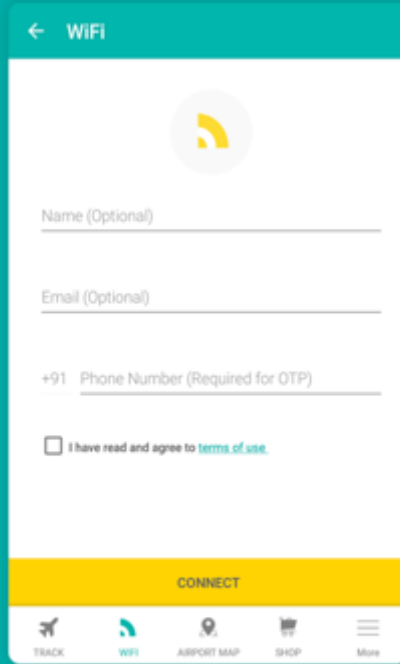 WiFi
Name (Optional)
Email (Optional)
+91 Phone Number (Required for OTP)
I have read and agree to terms of use
CONNECT
TRACK WIFI AIRPORT MAP SHOP More